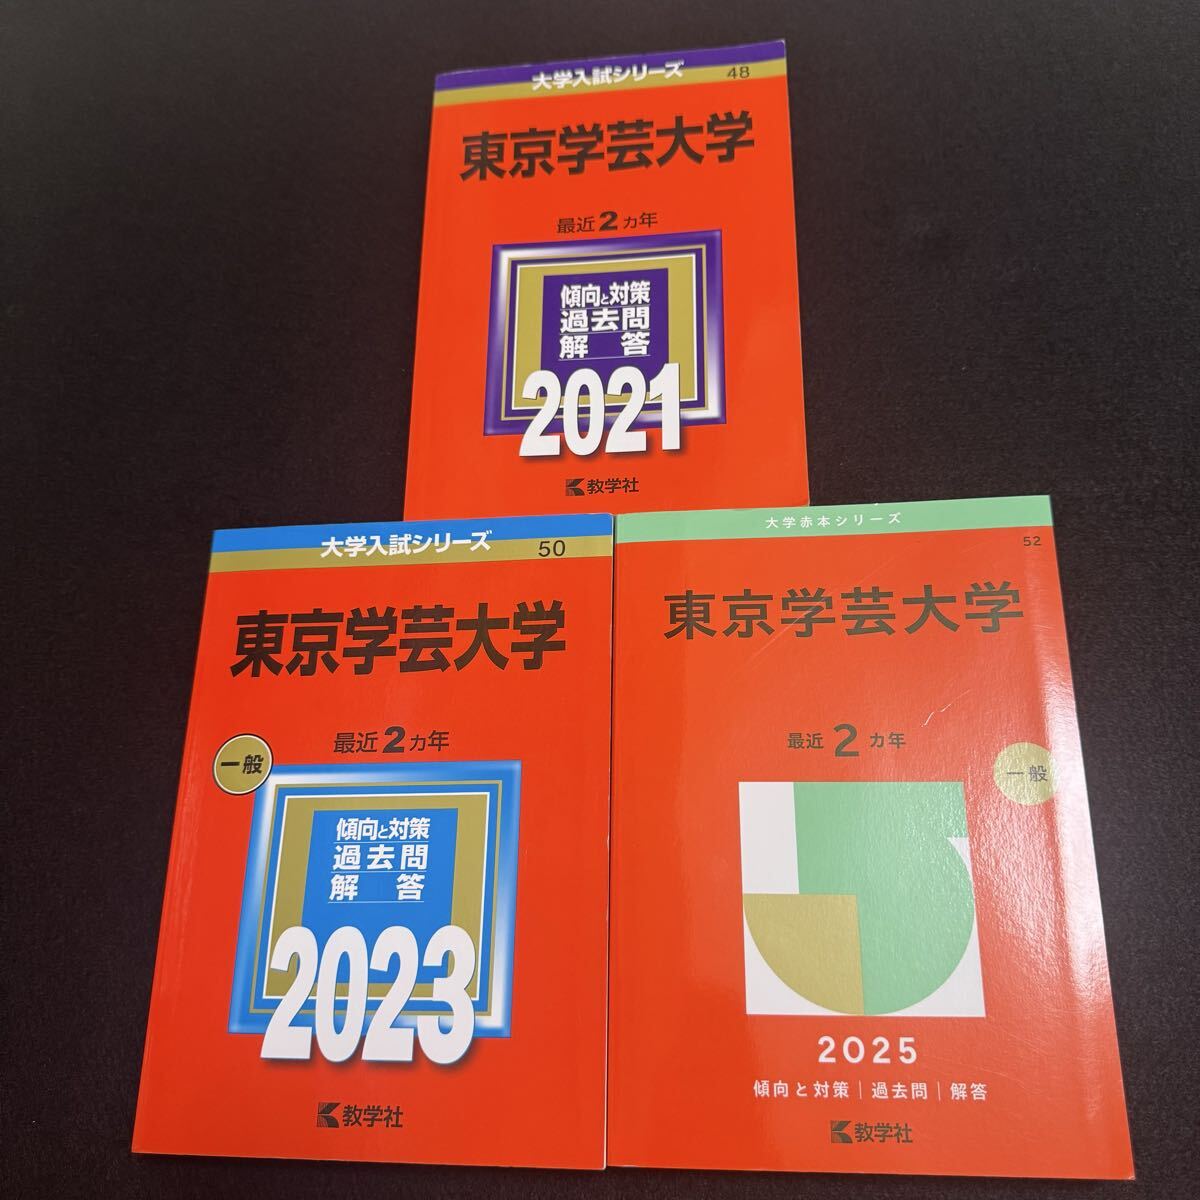 大学入試シリーズ
48
東京学芸大学
最近2カ年
傾向と対策
過去問
解答
2021
教学社
大学入試シリーズ
50
東京学芸大学
最近2カ年
一般
傾向と対策
過去問
解答
2023
教学社
大学赤本シリーズ
52
東京学芸大学
最近2カ年
一般
2025
傾向と対策|過去問|解答
教学社